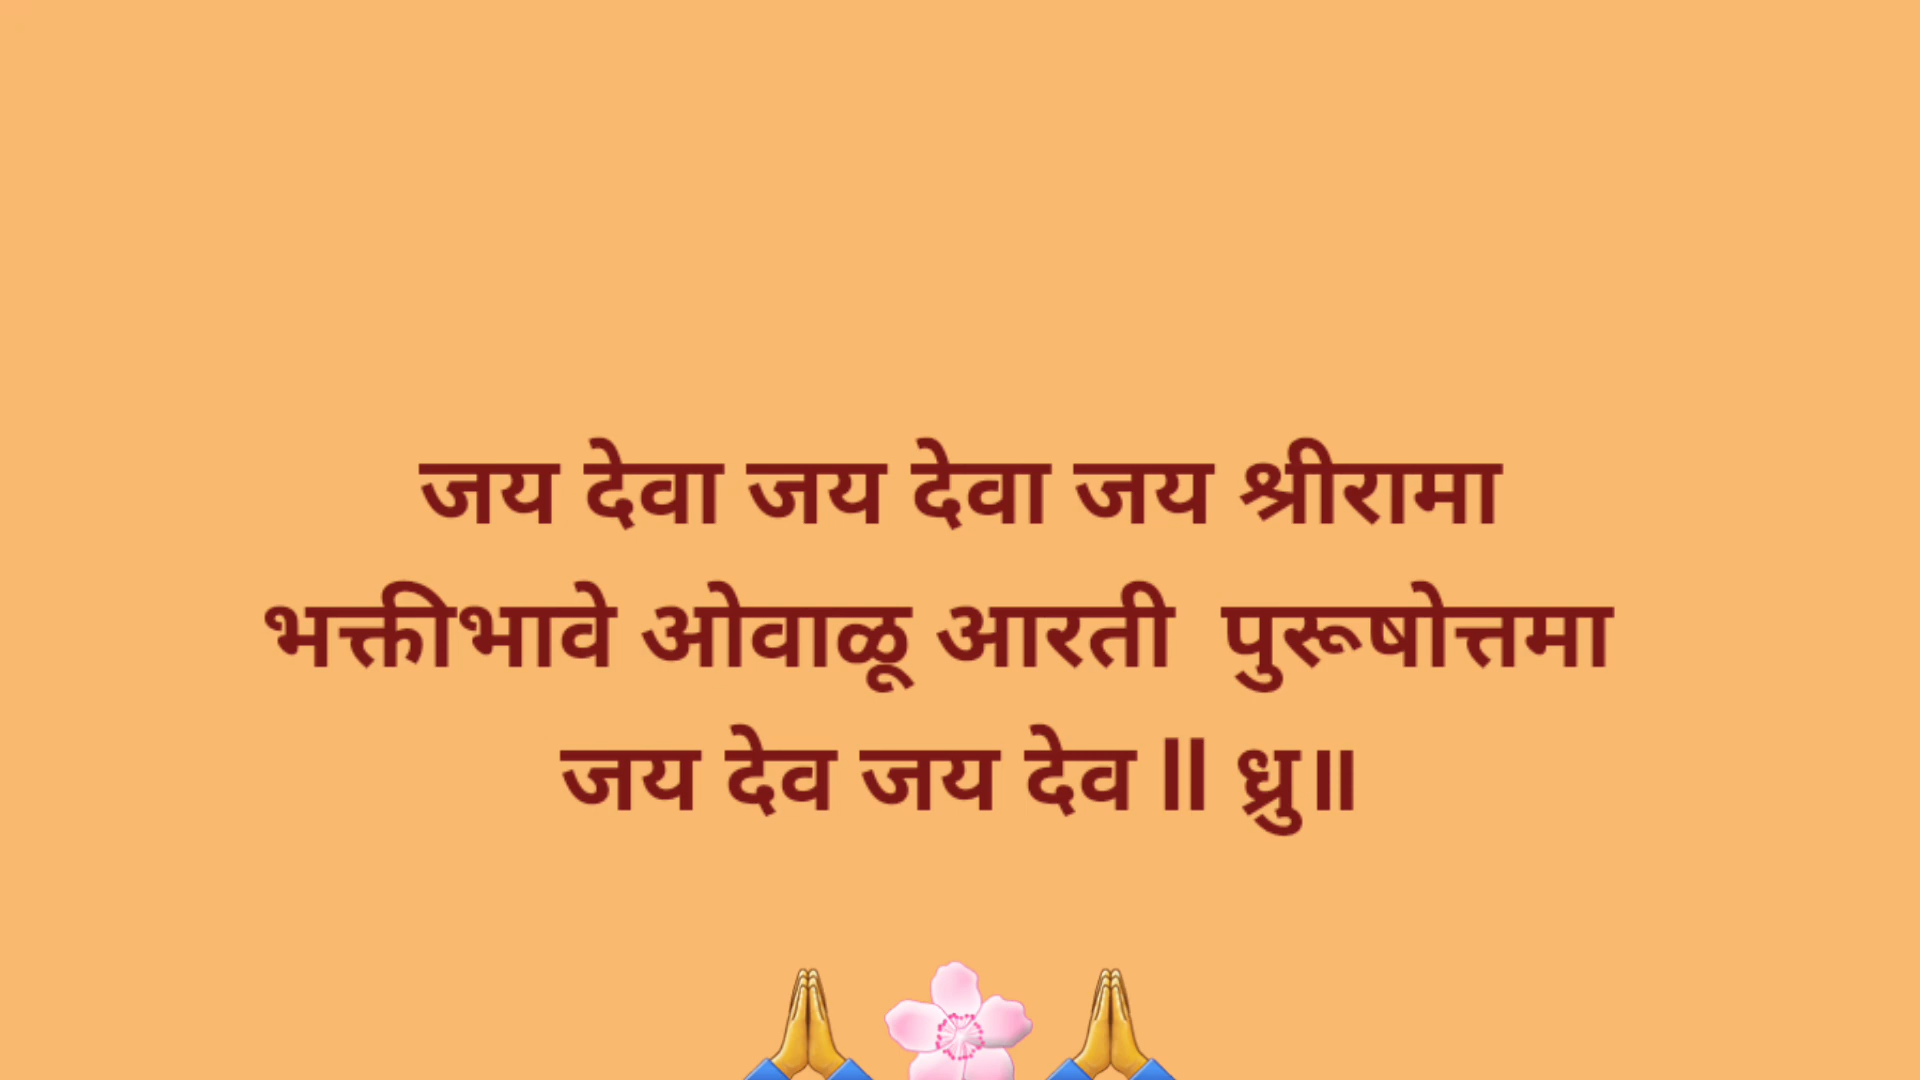 जय देवा जय देवा जय श्रीरामा
भक्तीभावे ओवाळू आरती  पुरूषोत्तमा
जय देव जय देव ॥ ध्रु॥